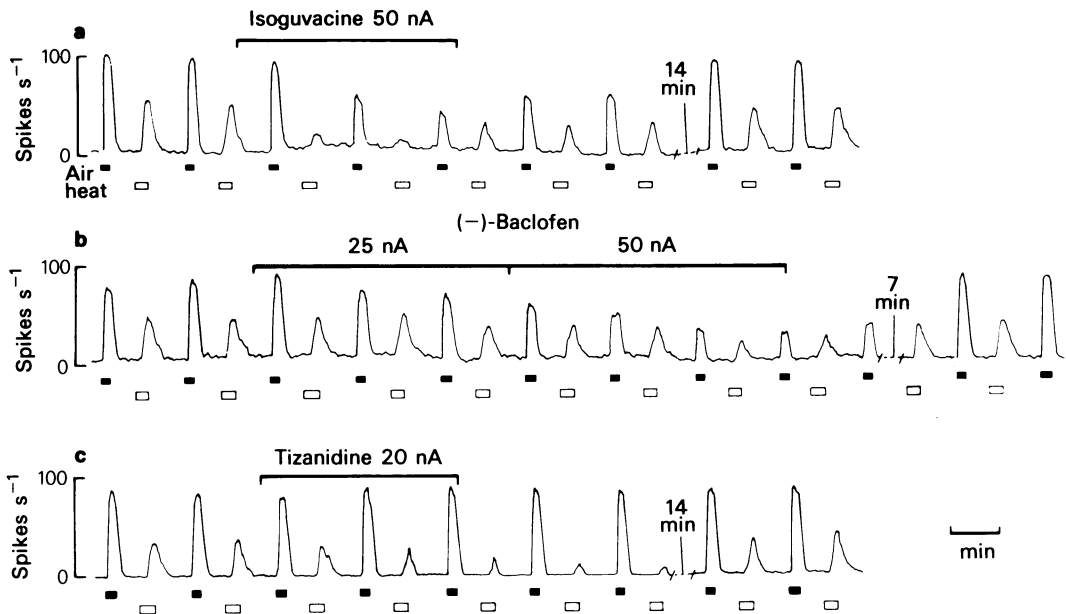 a
Isoguvacine 50 nA
Spikes s⁻¹
100
0
14
min
Air
heat
b
(−)-Baclofen
25 nA
50 nA
Spikes s⁻¹
100
0
7
min
c
Tizanidine 20 nA
Spikes s⁻¹
100
0
14
min
min